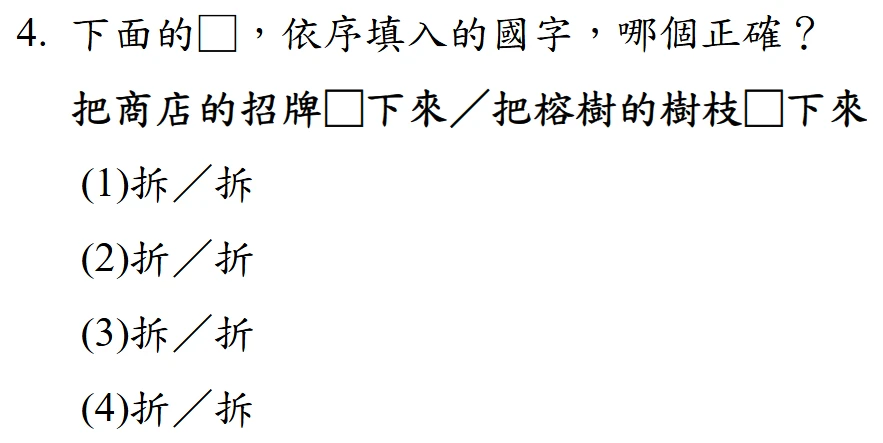 4. 下面的□，依序填入的國字，哪個正確？
把商店的招牌□下來／把榕樹的樹枝□下來
(1)拆／拆
(2)折／折
(3)拆／折
(4)折／拆